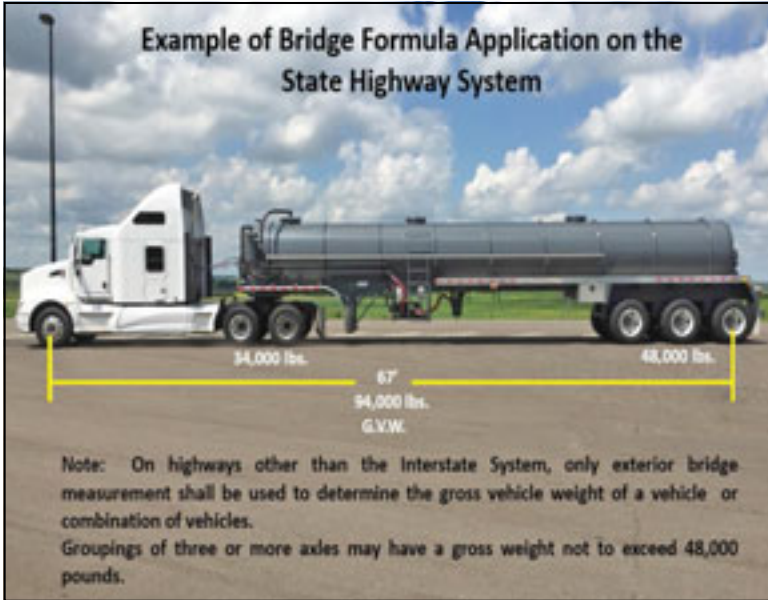 Example of Bridge Formula Application on the
State Highway System
34,000 lbs.
48,000 lbs.
67'
94,000 lbs.
G.V.W.
Note: On highways other than the Interstate System, only exterior bridge
measurement shall be used to determine the gross vehicle weight of a vehicle or
combination of vehicles.
Groupings of three or more axles may have a gross weight not to exceed 48,000
pounds.